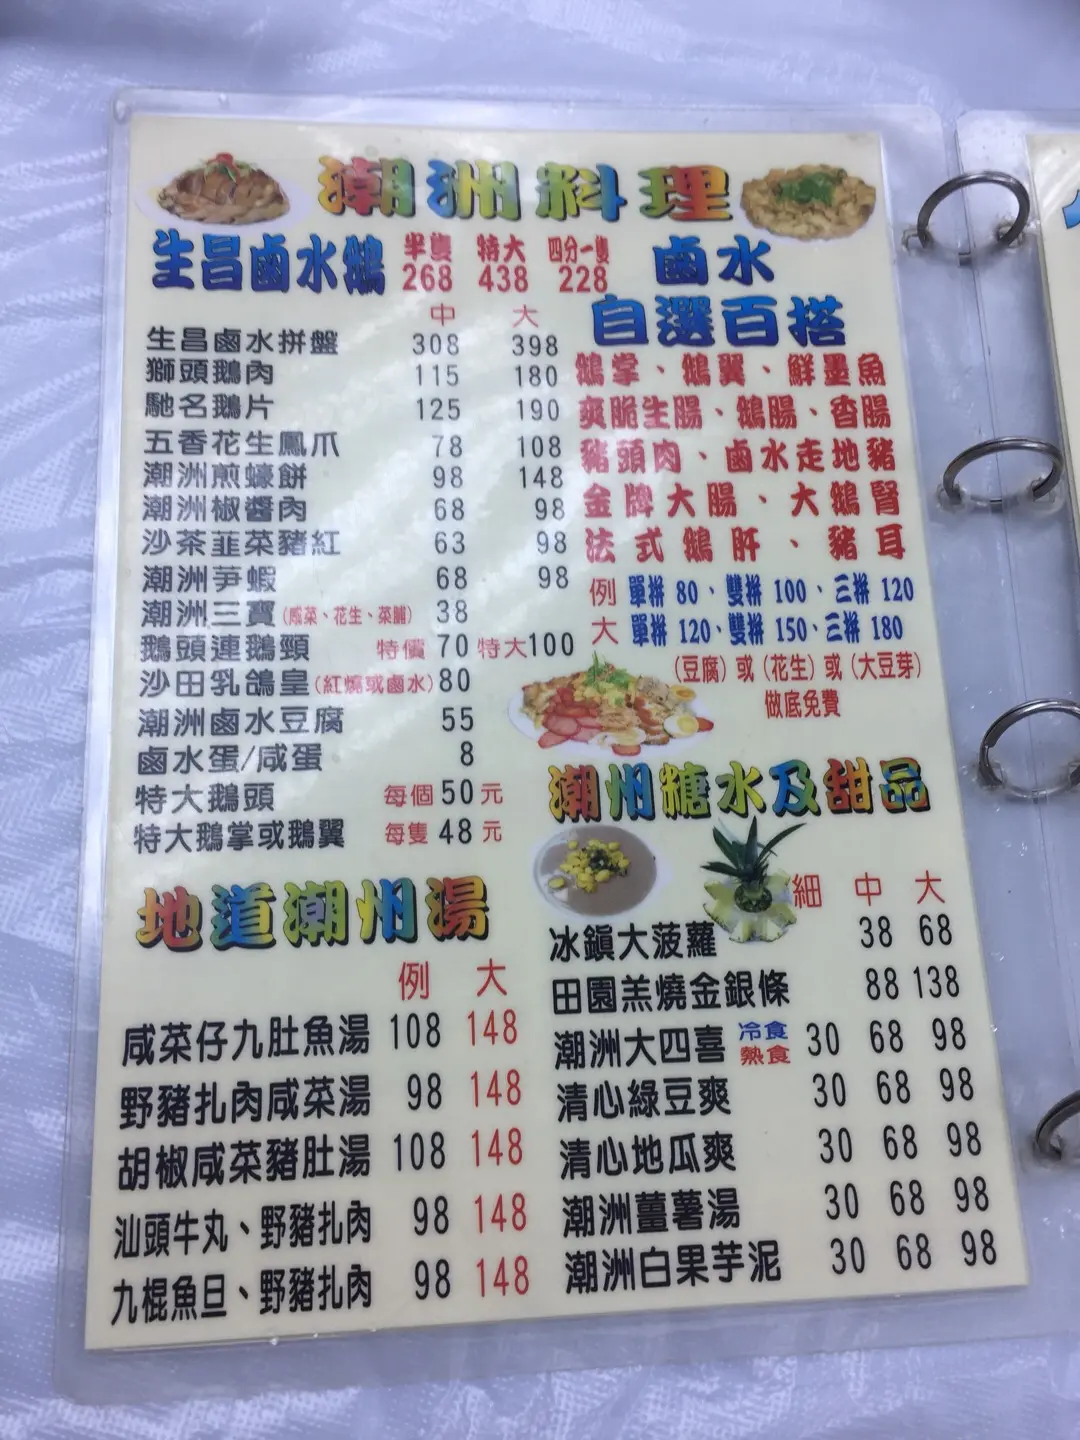 潮洲料理
生昌鹵水鵝 半隻 268 特大 438 四分一隻 228
中 大
生昌鹵水拼盤 308 398
獅頭鵝肉 115 180
馳名鵝片 125 190
五香花生鳳爪 78 108
潮洲煎蠔餅 98 148
潮洲椒醬肉 68 98
沙茶韮菜豬紅 63 98
潮洲笋蝦 68 98
潮洲三寶(咸菜、花生、菜脯) 38
鵝頭連鵝頸 特價 70 特大100
沙田乳鴿皇(紅燒或鹵水) 80
潮洲鹵水豆腐 55
鹵水蛋/咸蛋 8
特大鵝頭 每個 50 元
特大鵝掌或鵝翼 每隻 48 元
鹵水
自選百搭
鵝掌、鵝翼、鮮墨魚
爽脆生腸、鵝腸、香腸
豬頭肉、鹵水走地豬
金牌大腸、大鵝腎
法式鵝肝、豬耳
例 單拼 80、雙拼 100、三拼 120
大 單拼 120、雙拼 150、三拼 180
(豆腐) 或 (花生) 或 (大豆芽)
做底免費
地道潮州湯
例 大
咸菜仔九肚魚湯 108 148
野豬扎肉咸菜湯 98 148
胡椒咸菜豬肚湯 108 148
汕頭牛丸、野豬扎肉 98 148
九棍魚旦、野豬扎肉 98 148
潮州糖水及甜品
細 中 大
冰鎮大菠蘿 38 68
田園羔燒金銀條 88 138
潮洲大四喜 冷食 熱食 30 68 98
清心綠豆爽 30 68 98
清心地瓜爽 30 68 98
潮洲薑薯湯 30 68 98
潮洲白果芋泥 30 68 98